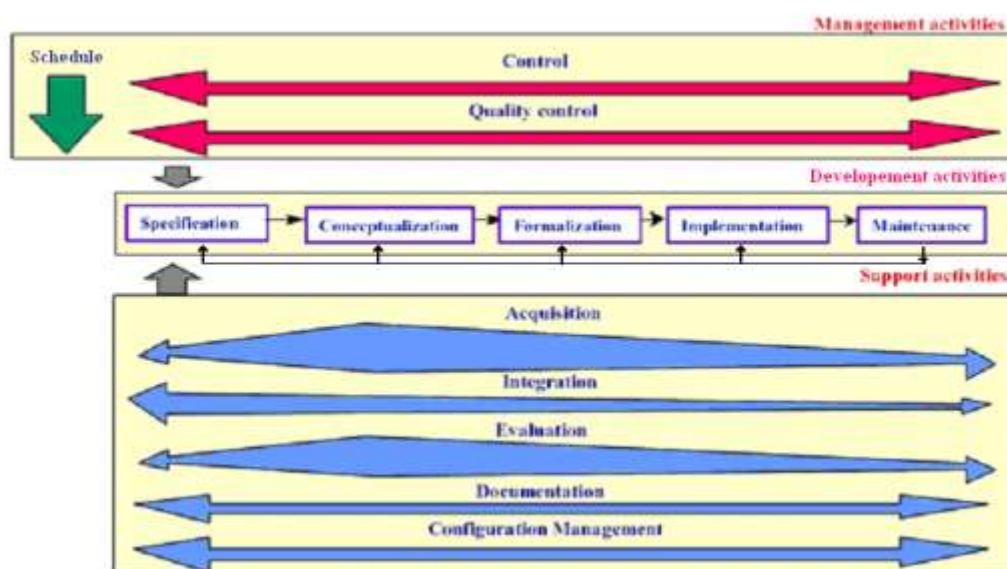 Management activities
Schedule
Control
Quality control
Developement activities
Specification
Conceptualization
Formalization
Implementation
Maintenance
Support activities
Acquisition
Integration
Evaluation
Documentation
Configuration Management